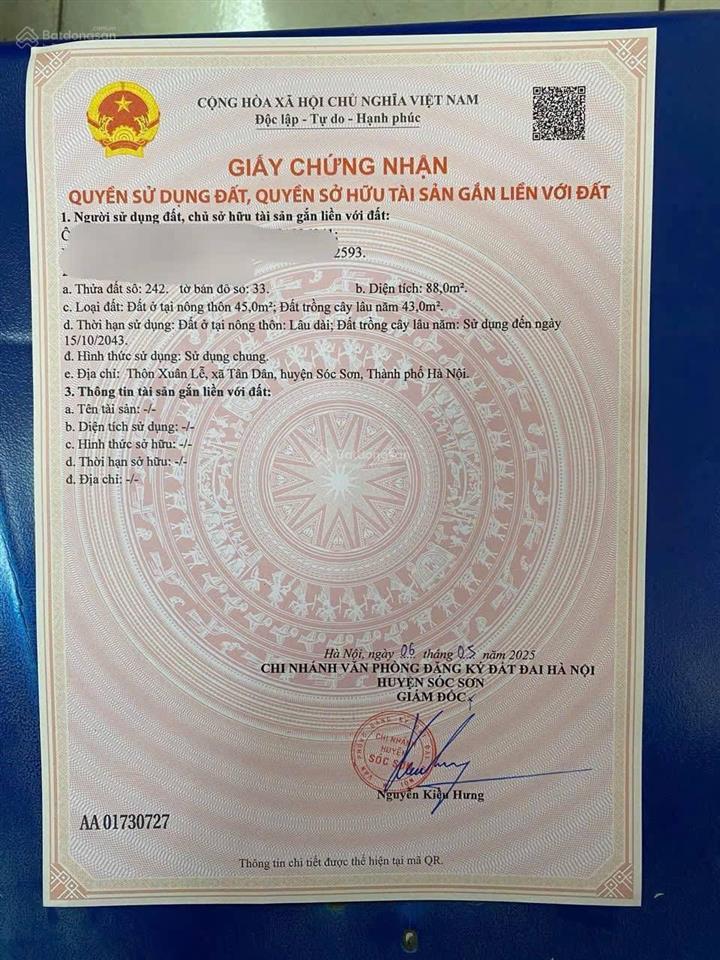 Batdongsan
CỘNG HÒA XÃ HỘI CHỦ NGHĨA VIỆT NAM
Độc lập - Tự do - Hạnh phúc
GIẤY CHỨNG NHẬN
QUYỀN SỬ DỤNG ĐẤT, QUYỀN SỞ HỮU TÀI SẢN GẮN LIỀN VỚI ĐẤT
1. Người sử dụng đất, chủ sở hữu tài sản gắn liền với đất:
2593.
a. Thửa đất số: 242. tờ bản đồ số: 33. b. Diện tích: 88,0m².
c. Loại đất: Đất ở tại nông thôn 45,0m²; Đất trồng cây lâu năm 43,0m².
d. Thời hạn sử dụng: Đất ở tại nông thôn: Lâu dài; Đất trồng cây lâu năm: Sử dụng đến ngày
15/10/2043.
đ. Hình thức sử dụng: Sử dụng chung.
e. Địa chỉ: Thôn Xuân Lễ, xã Tân Dân, huyện Sóc Sơn, Thành phố Hà Nội.
3. Thông tin tài sản gắn liền với đất:
a. Tên tài sản: -/-
b. Diện tích sử dụng: -/-
c. Hình thức sở hữu: -/-
d. Thời hạn sở hữu: -/-
đ. Địa chỉ: -/-
Batdongsan
Hà Nội, ngày 06 tháng 05 năm 2025
CHI NHÁNH VĂN PHÒNG ĐĂNG KÝ ĐẤT ĐAI HÀ NỘI
HUYỆN SÓC SƠN
GIÁM ĐỐC
CHI NHÁNH
HUYỆN
SÓC SƠN
Nguyễn Kiều Hưng
AA 01730727
Thông tin chi tiết được thể hiện tại mã QR.